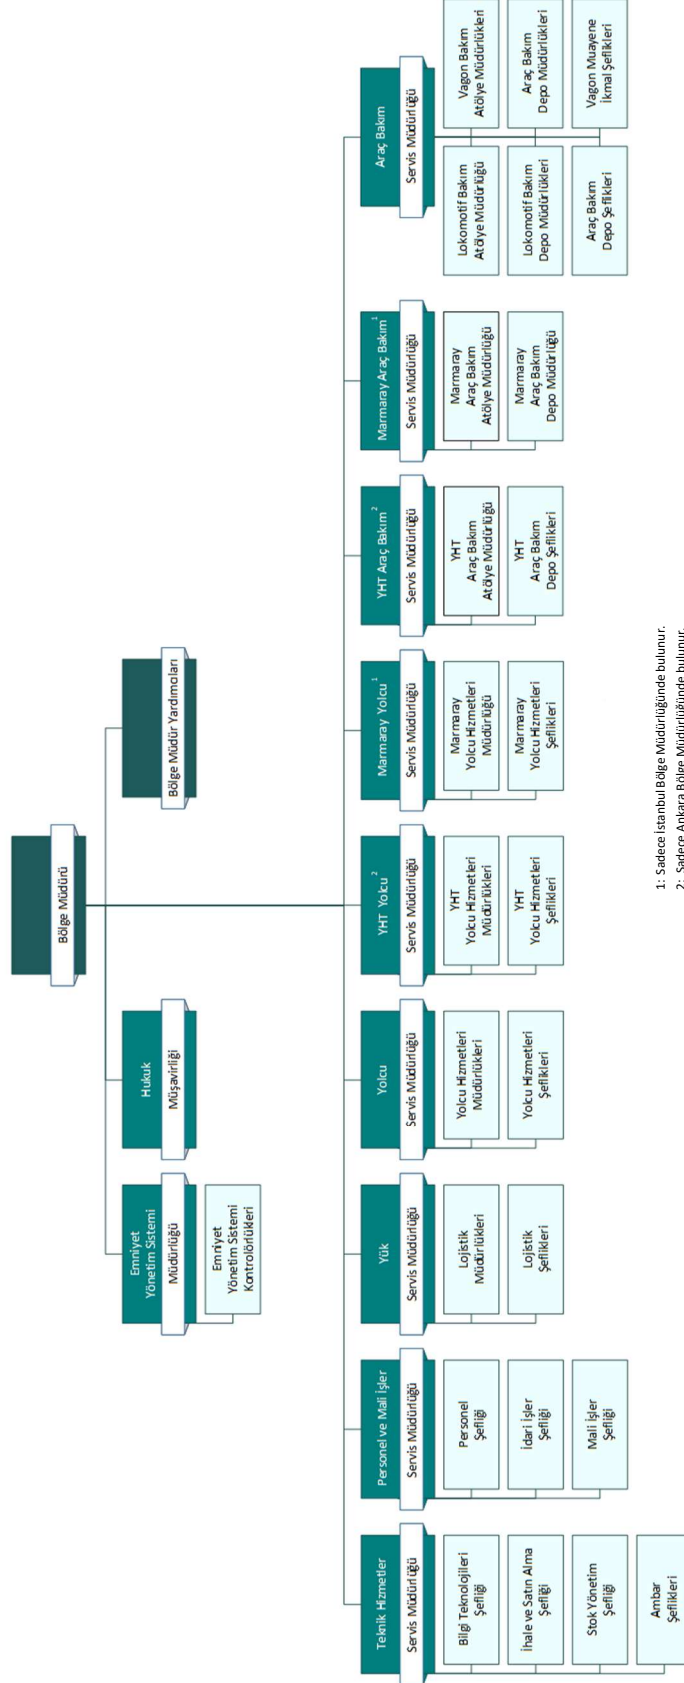 Bölge Müdürü
Emniyet
Yönetim Sistemi
Müdürlüğü
Emniyet
Yönetim Sistemi
Kontrolörlükleri
Hukuk
Müşavirliği
Bölge Müdür Yardımcıları
Teknik Hizmetler
Servis Müdürlüğü
Bilgi Teknolojileri
Şefliği
İhale ve Satın Alma
Şefliği
Stok Yönetim
Şefliği
Ambar
Şeflikleri
Personel ve Mali İşler
Servis Müdürlüğü
Personel
Şefliği
İdari İşler
Şefliği
Mali İşler
Şefliği
Yük
Servis Müdürlüğü
Lojistik
Müdürlükleri
Lojistik
Şeflikleri
Yolcu
Servis Müdürlüğü
Yolcu Hizmetleri
Müdürlükleri
Yolcu Hizmetleri
Şeflikleri
YHT Yolcu 2
Servis Müdürlüğü
YHT
Yolcu Hizmetleri
Müdürlükleri
YHT
Yolcu Hizmetleri
Şeflikleri
Marmaray Yolcu 1
Servis Müdürlüğü
Marmaray
Yolcu Hizmetleri
Müdürlüğü
Marmaray
Yolcu Hizmetleri
Şeflikleri
YHT Araç Bakım 2
Servis Müdürlüğü
YHT
Araç Bakım
Atölye Müdürlüğü
YHT
Araç Bakım
Depo Şeflikleri
Marmaray Araç Bakım 1
Servis Müdürlüğü
Marmaray
Araç Bakım
Atölye Müdürlüğü
Marmaray
Araç Bakım
Depo Müdürlüğü
Araç Bakım
Servis Müdürlüğü
Lokomotif Bakım
Atölye Müdürlüğü
Vagon Bakım
Atölye Müdürlükleri
Lokomotif Bakım
Depo Müdürlükleri
Araç Bakım
Depo Müdürlükleri
Araç Bakım
Depo Şeflikleri
Vagon Muayene
İkmal Şeflikleri
1: Sadece İstanbul Bölge Müdürlüğünde bulunur.
2: Sadece Ankara Bölge Müdürlüğünde bulunur.